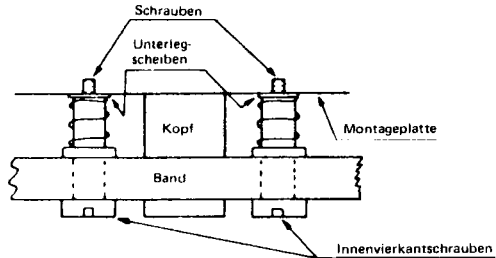 Schrauben
Unterleg-
scheiben
Kopf
Montageplatte
Band
Innenvierkantschrauben